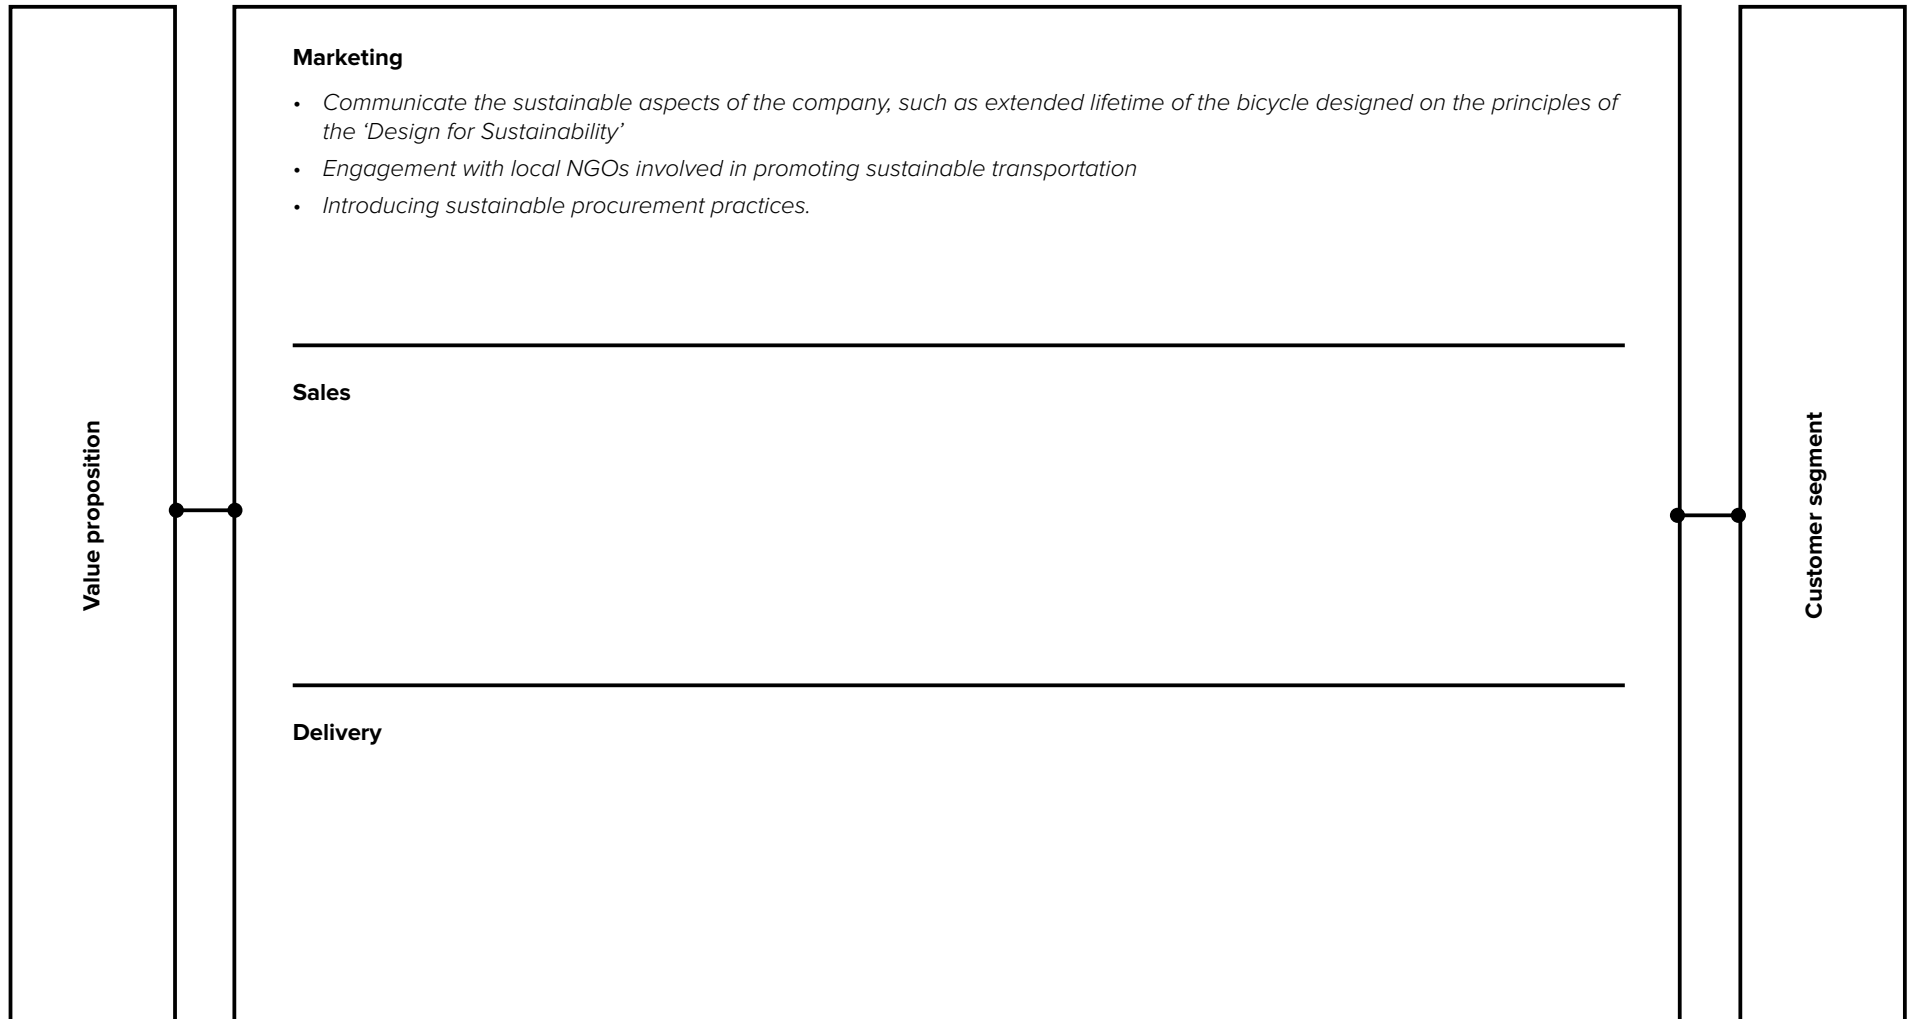 Marketing
• Communicate the sustainable aspects of the company, such as extended lifetime of the bicycle designed on the principles of
the ‘Design for Sustainability’
• Engagement with local NGOs involved in promoting sustainable transportation
• Introducing sustainable procurement practices.
Sales
Delivery
Value proposition
Customer segment